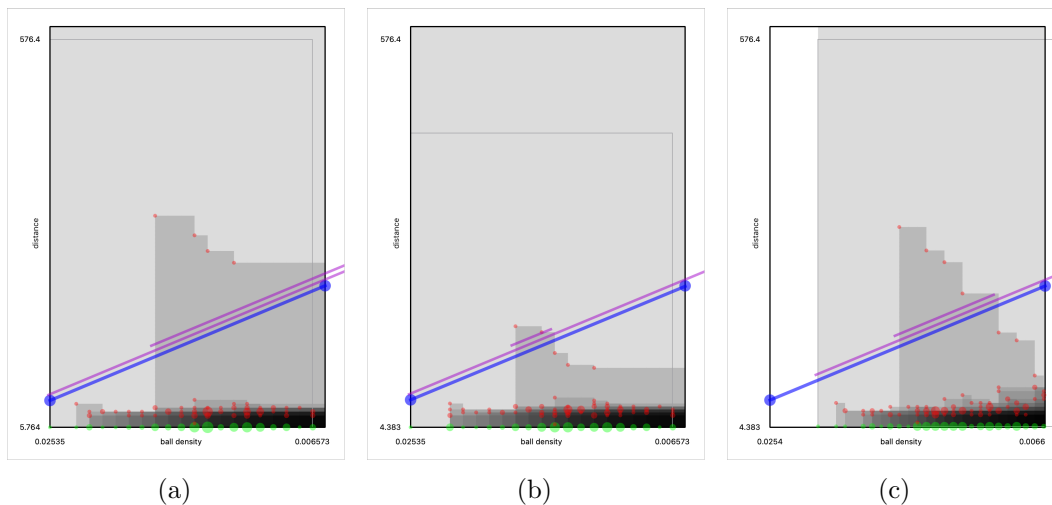 576.4
distance
5.764
0.02535
ball density
0.006573
(a)
576.4
distance
4.383
0.02535
ball density
0.006573
(b)
576.4
distance
4.383
0.0254
ball density
0.0066
(c)